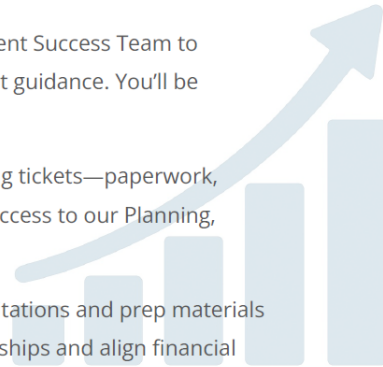 ent Success Team to
t guidance. You’ll be
g tickets—paperwork,
ccess to our Planning,
tations and prep materials
ships and align financial